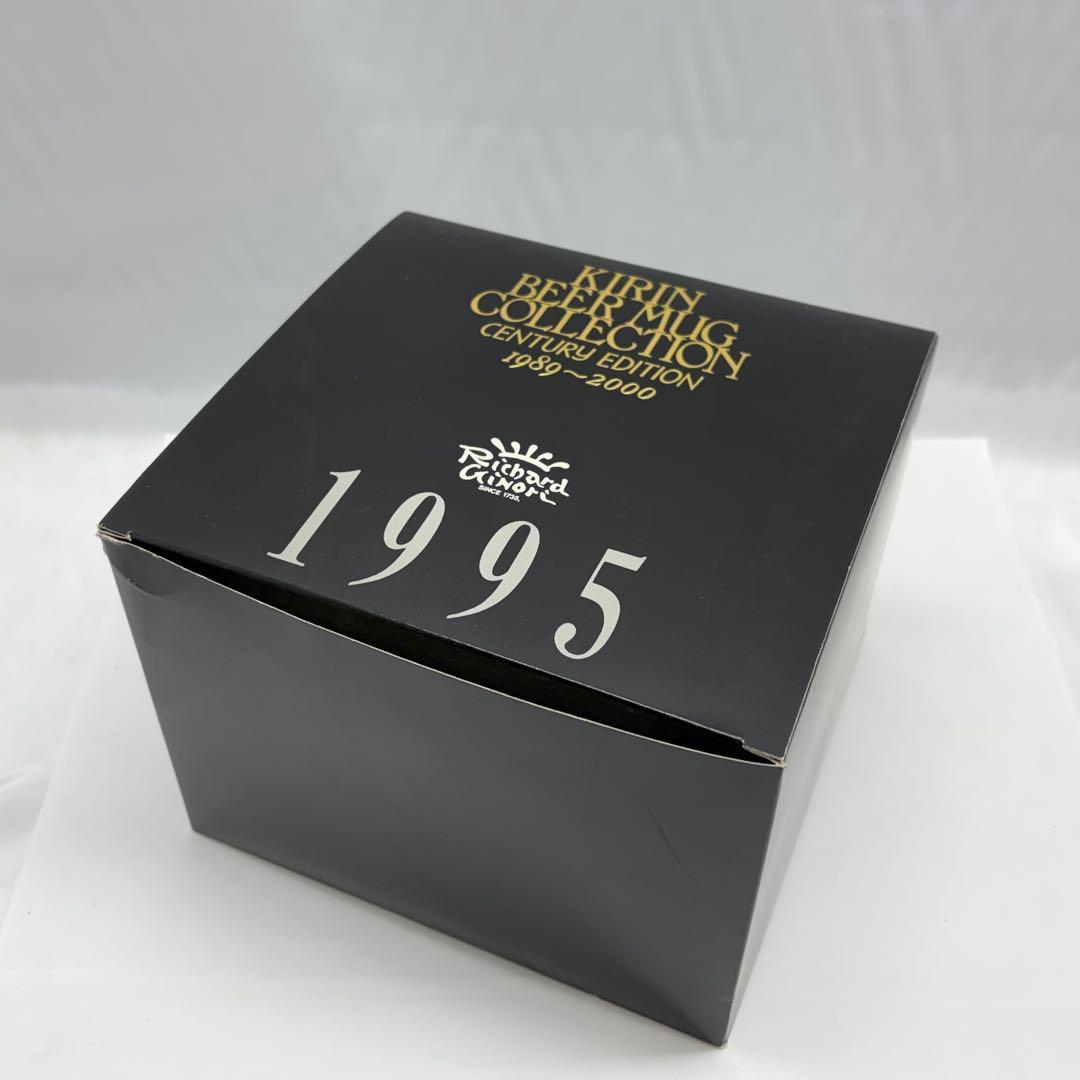 KIRIN
BEER MUG
COLLECTION
CENTURY EDITION
1989~2000
Richard
Ginori
SINCE 1735.
1995